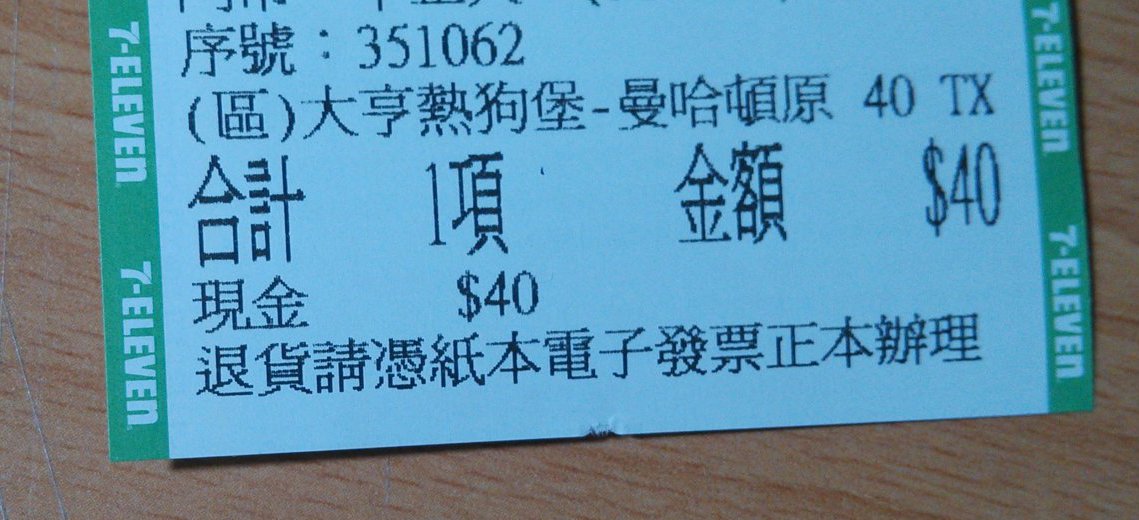 序號：351062
(區)大亨熱狗堡-曼哈頓原 40 TX
合計 1項 金額 $40
現金 $40
退貨請憑紙本電子發票正本辦理
7-ELEVEn
7-ELEVEn
7-ELEVEn
7-ELEVEn